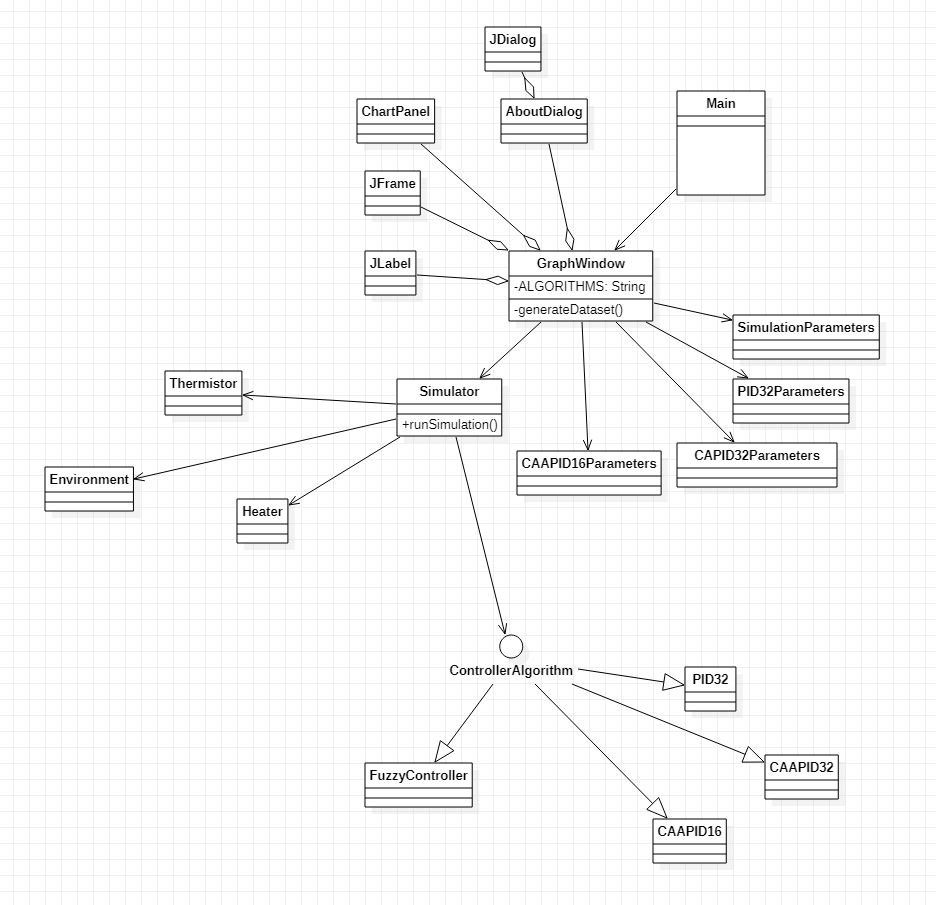 JDialog
ChartPanel
AboutDialog
Main
JFrame
JLabel
GraphWindow
-ALGORITHMS: String
-generateDataset()
SimulationParameters
Thermistor
Simulator
+runSimulation()
PID32Parameters
CAAPID16Parameters
CAPID32Parameters
Environment
Heater
ControllerAlgorithm
PID32
FuzzyController
CAAPID32
CAAPID16